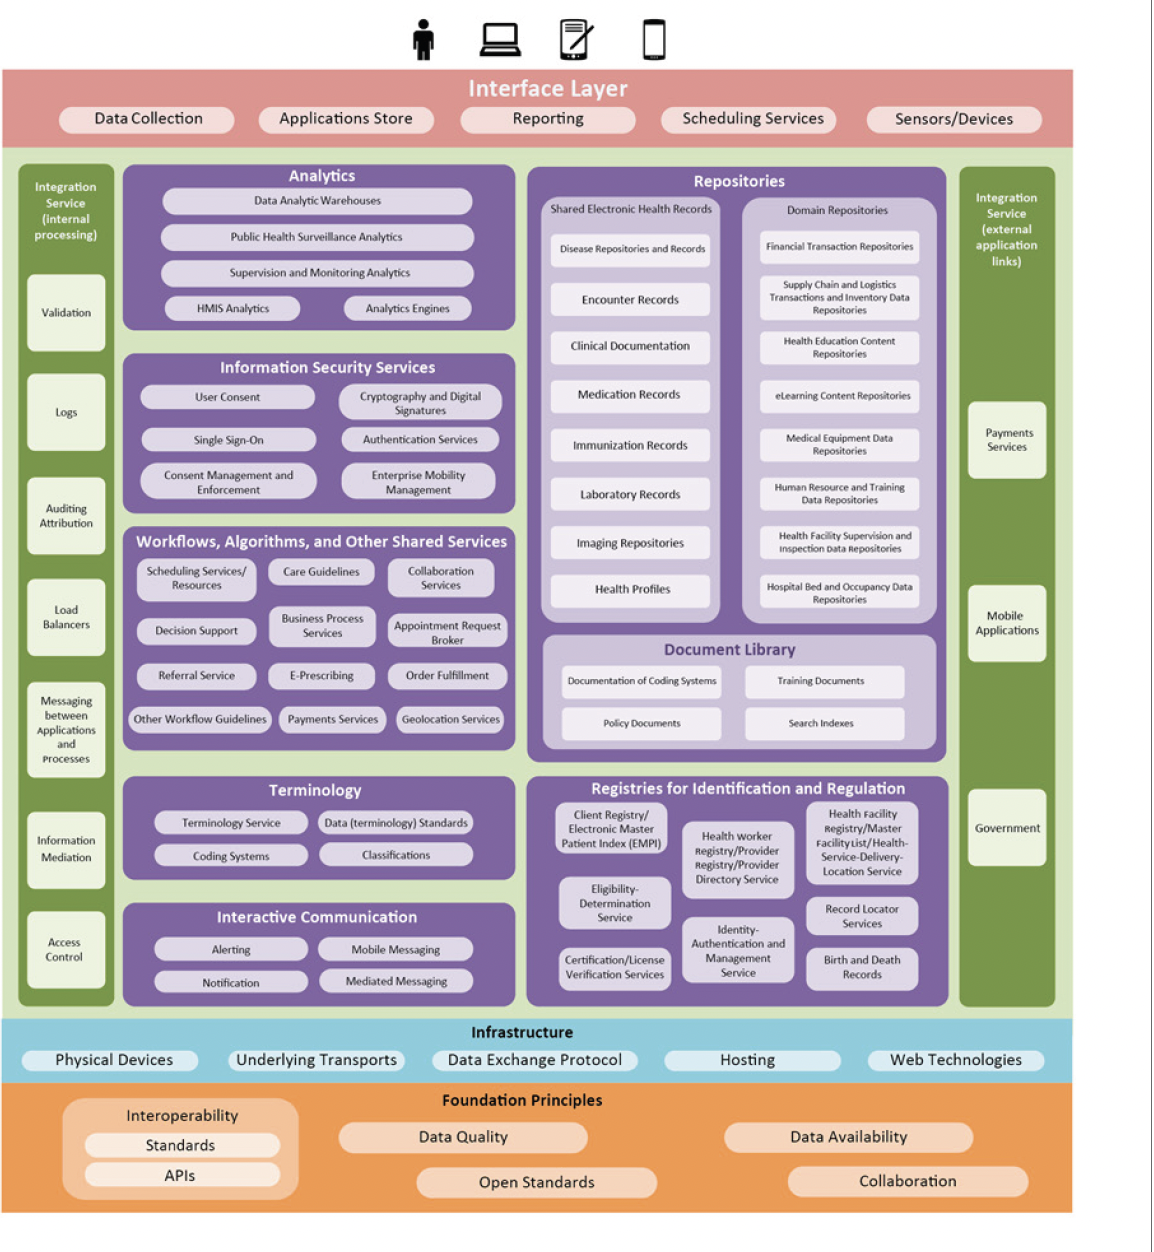 Interface Layer
Data Collection
Applications Store
Reporting
Scheduling Services
Sensors/Devices
Integration
Service
(internal
processing)
Validation
Logs
Auditing
Attribution
Load
Balancers
Messaging
between
Applications
and
Processes
Information
Mediation
Access
Control
Analytics
Data Analytic Warehouses
Public Health Surveillance Analytics
Supervision and Monitoring Analytics
HMIS Analytics
Analytics Engines
Information Security Services
User Consent
Cryptography and Digital
Signatures
Single Sign-On
Authentication Services
Consent Management and
Enforcement
Enterprise Mobility
Management
Workflows, Algorithms, and Other Shared Services
Scheduling Services/
Resources
Care Guidelines
Collaboration
Services
Decision Support
Business Process
Services
Appointment Request
Broker
Referral Service
E-Prescribing
Order Fulfillment
Other Workflow Guidelines
Payments Services
Geolocation Services
Terminology
Terminology Service
Data (terminology) Standards
Coding Systems
Classifications
Interactive Communication
Alerting
Mobile Messaging
Notification
Mediated Messaging
Repositories
Shared Electronic Health Records
Disease Repositories and Records
Encounter Records
Clinical Documentation
Medication Records
Immunization Records
Laboratory Records
Imaging Repositories
Health Profiles
Domain Repositories
Financial Transaction Repositories
Supply Chain and Logistics
Transactions and Inventory Data
Repositories
Health Education Content
Repositories
eLearning Content Repositories
Medical Equipment Data
Repositories
Human Resource and Training
Data Repositories
Health Facility Supervision and
Inspection Data Repositories
Hospital Bed and Occupancy Data
Repositories
Document Library
Documentation of Coding Systems
Training Documents
Policy Documents
Search Indexes
Registries for Identification and Regulation
Client Registry/
Electronic Master
Patient Index (EMPI)
Health Worker
Registry/Provider
Registry/Provider
Directory Service
Health Facility
Registry/Master
Facility List/Health-
Service-Delivery-
Location Service
Eligibility-
Determination
Service
Identity-
Authentication and
Management
Service
Record Locator
Services
Certification/License
Verification Services
Birth and Death
Records
Integration
Service
(external
application
links)
Payments
Services
Mobile
Applications
Government
Infrastructure
Physical Devices
Underlying Transports
Data Exchange Protocol
Hosting
Web Technologies
Foundation Principles
Interoperability
Standards
APIs
Data Quality
Data Availability
Open Standards
Collaboration